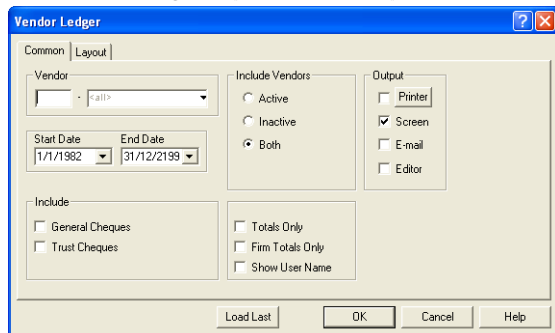 Vendor Ledger
Common Layout
Vendor
- <all>
Start Date End Date
1/1/1982 31/12/2199
Include Vendors
Active
Inactive
Both
Output
Printer
Screen
E-mail
Editor
Include
General Cheques
Trust Cheques
Totals Only
Firm Totals Only
Show User Name
Load Last OK Cancel Help